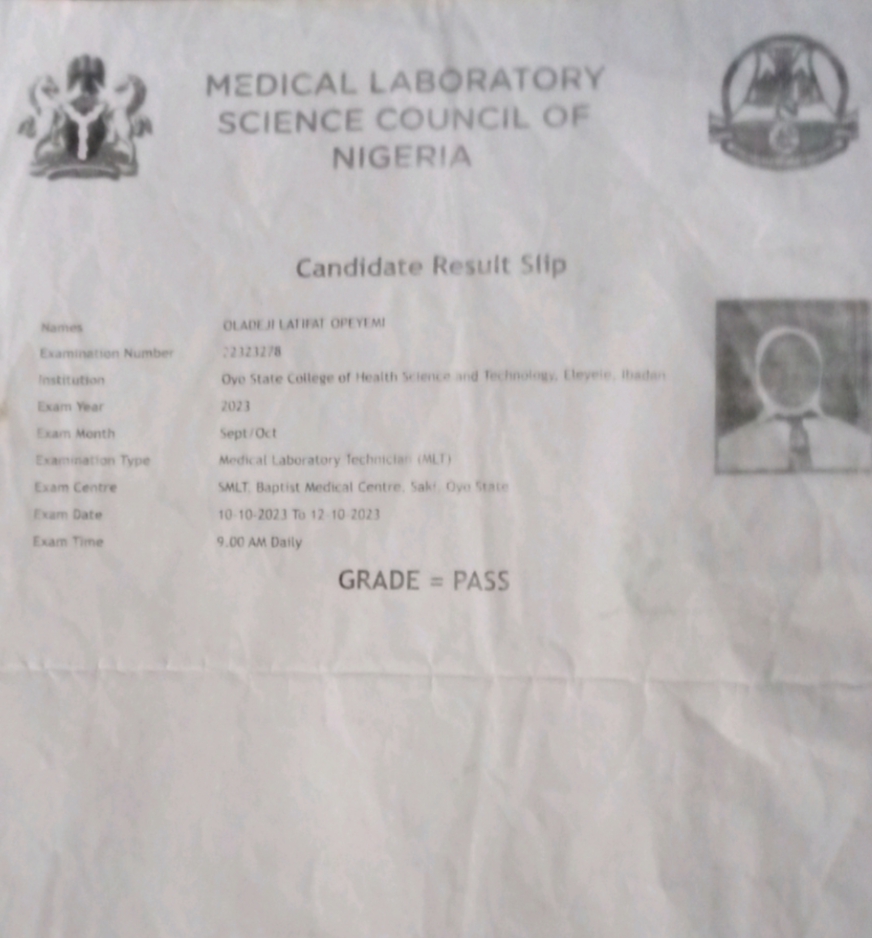 MEDICAL LABORATORY
SCIENCE COUNCIL OF
NIGERIA
Candidate Result Slip
Names OLADEJI LATIFAT OPEYEMI
Examination Number 22323278
Institution Oyo State College of Health Science and Technology, Eleyele, Ibadan
Exam Year 2023
Exam Month Sept/Oct
Examination Type Medical Laboratory Technician (MLT)
Exam Centre SMLT, Baptist Medical Centre, Saki, Oyo State
Exam Date 10-10-2023 To 12-10-2023
Exam Time 9.00 AM Daily
GRADE = PASS